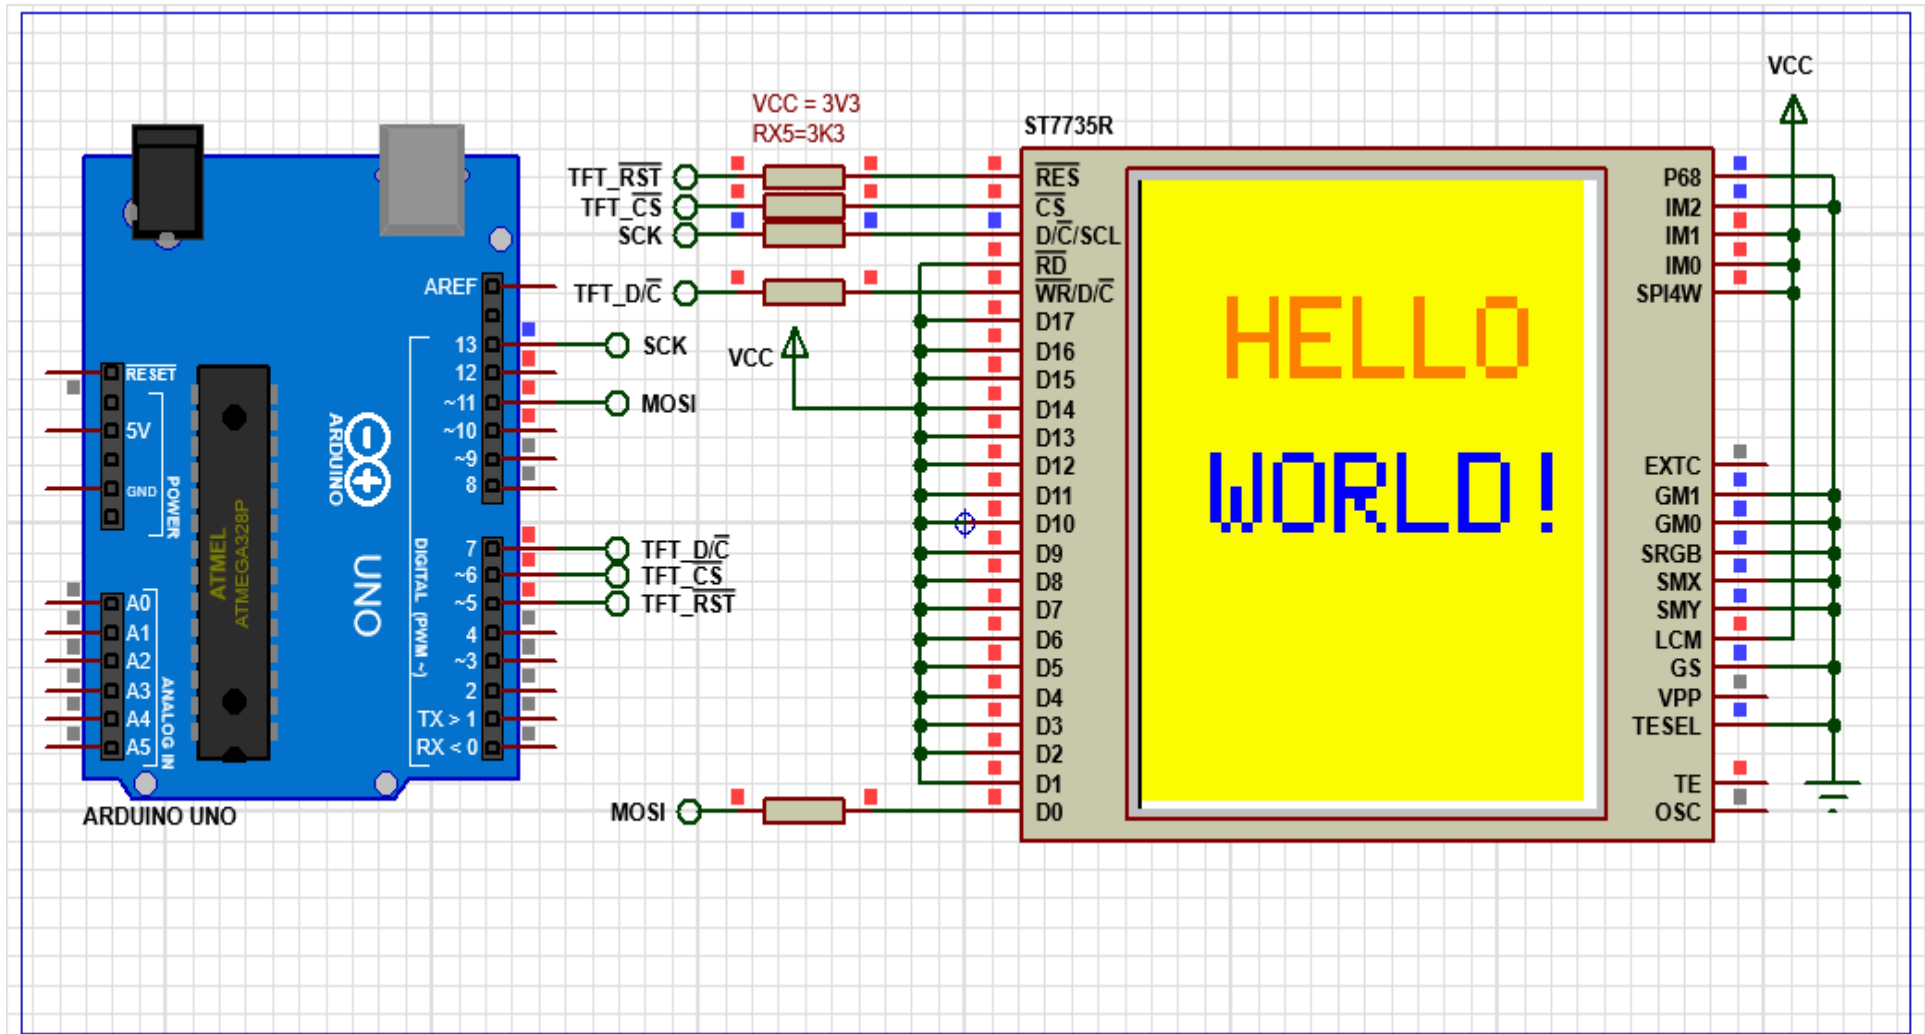 VCC = 3V3
RX5=3K3
TFT_RST
TFT_CS
SCK
TFT_D/C
VCC
MOSI
AREF
13
12
~11
~10
~9
8
7
~6
~5
4
~3
2
TX > 1
RX < 0
DIGITAL (PWM ~)
SCK
MOSI
TFT_D/C
TFT_CS
TFT_RST
RESET
5V
GND
POWER
A0
A1
A2
A3
A4
A5
ANALOG IN
ATMEL
ATMEGA328P
ARDUINO
UNO
ARDUINO UNO
ST7735R
RES
CS
D/C/SCL
RD
WR/D/C
D17
D16
D15
D14
D13
D12
D11
D10
D9
D8
D7
D6
D5
D4
D3
D2
D1
D0
HELLO
WORLD!
VCC
P68
IM2
IM1
IM0
SPI4W
EXTC
GM1
GM0
SRGB
SMX
SMY
LCM
GS
VPP
TESEL
TE
OSC